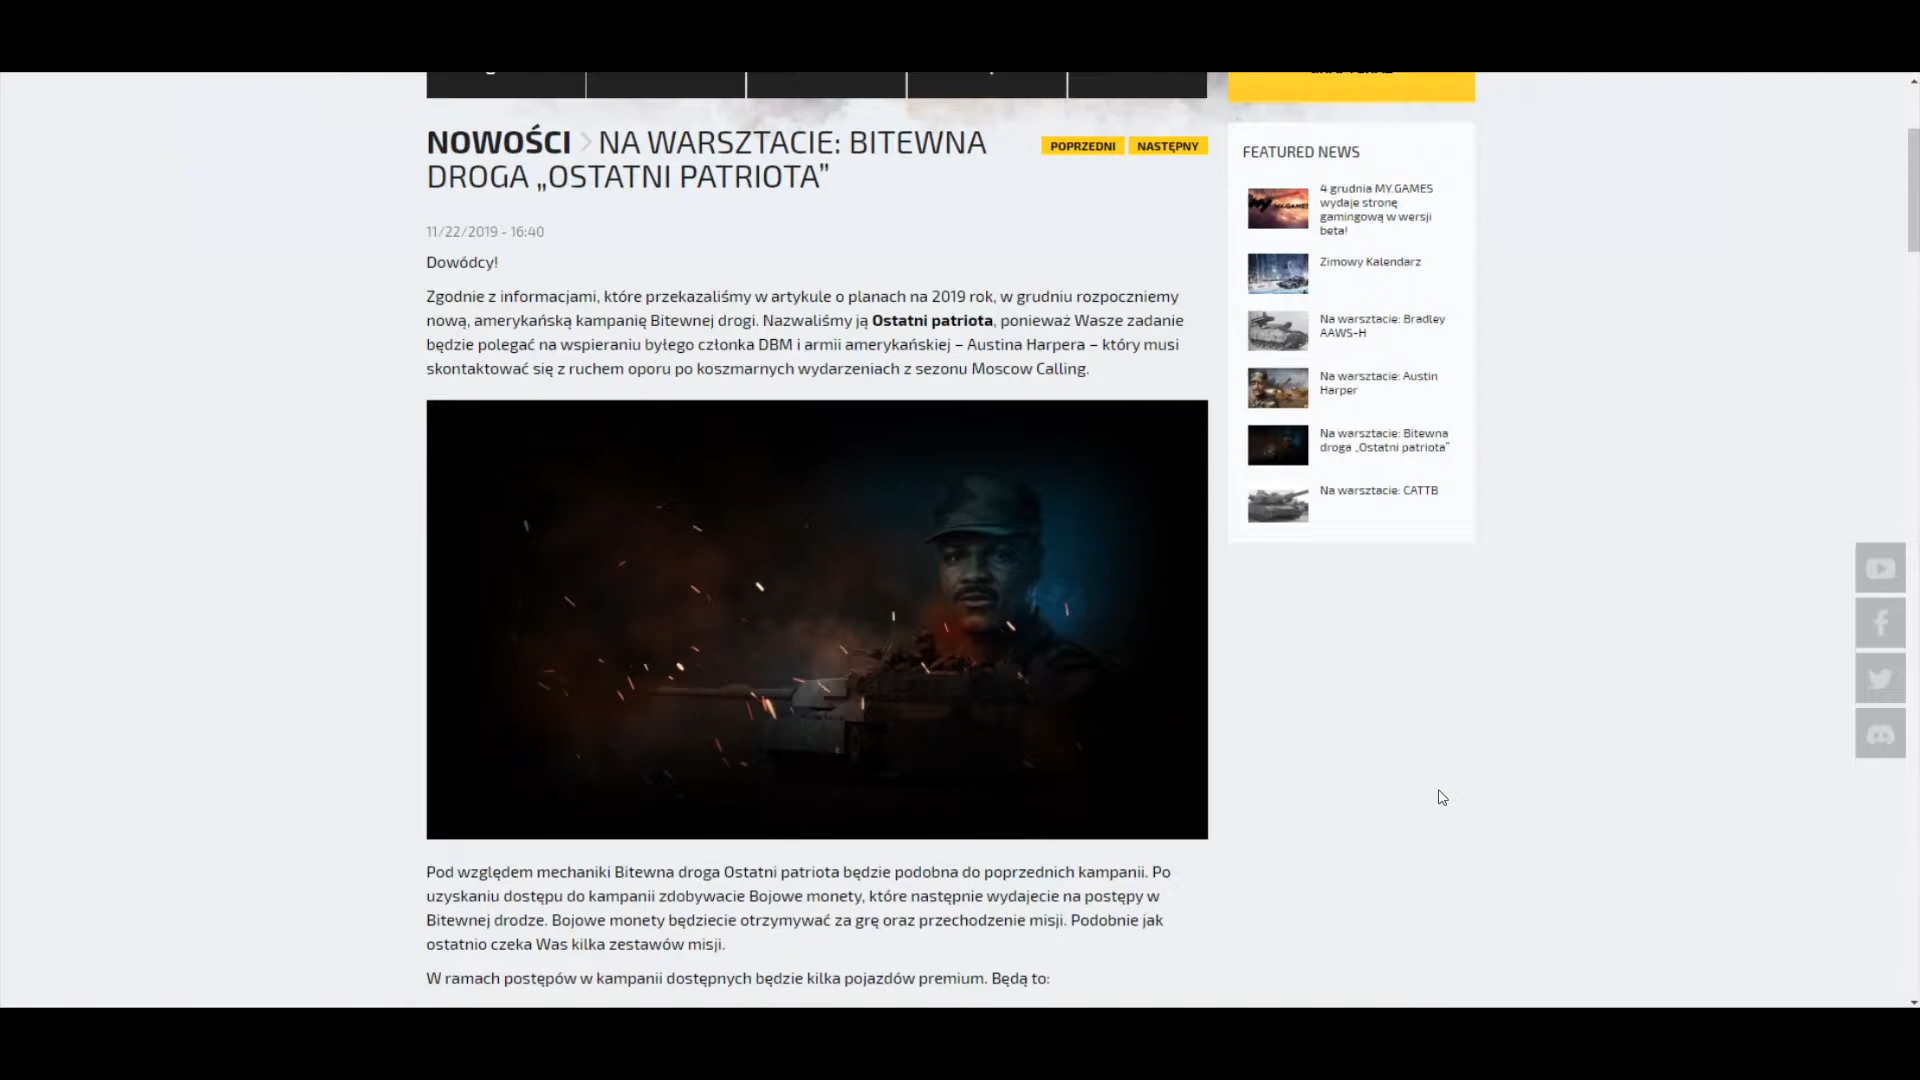 NOWOŚCI > NA WARSZTACIE: BITEWNA
DROGA „OSTATNI PATRIOTA”
POPRZEDNI
NASTĘPNY
11/22/2019 - 16:40
Dowódcy!
Zgodnie z informacjami, które przekazaliśmy w artykule o planach na 2019 rok, w grudniu rozpoczniemy
nową, amerykańską kampanię Bitewnej drogi. Nazwaliśmy ją Ostatni patriota, ponieważ Wasze zadanie
będzie polegać na wspieraniu byłego członka DBM i armii amerykańskiej – Austina Harpera – który musi
skontaktować się z ruchem oporu po koszmarnych wydarzeniach z sezonu Moscow Calling.
Pod względem mechaniki Bitewna droga Ostatni patriota będzie podobna do poprzednich kampanii. Po
uzyskaniu dostępu do kampanii zdobywacie Bojowe monety, które następnie wydajecie na postępy w
Bitewnej drodze. Bojowe monety będziecie otrzymywać za grę oraz przechodzenie misji. Podobnie jak
ostatnio czeka Was kilka zestawów misji.
W ramach postępów w kampanii dostępnych będzie kilka pojazdów premium. Będą to:
FEATURED NEWS
4 grudnia MY.GAMES
wydaje stronę
gamingową w wersji
beta!
Zimowy Kalendarz
Na warsztacie: Bradley
AAWS-H
Na warsztacie: Austin
Harper
Na warsztacie: Bitewna
droga „Ostatni patriota”
Na warsztacie: CATTB